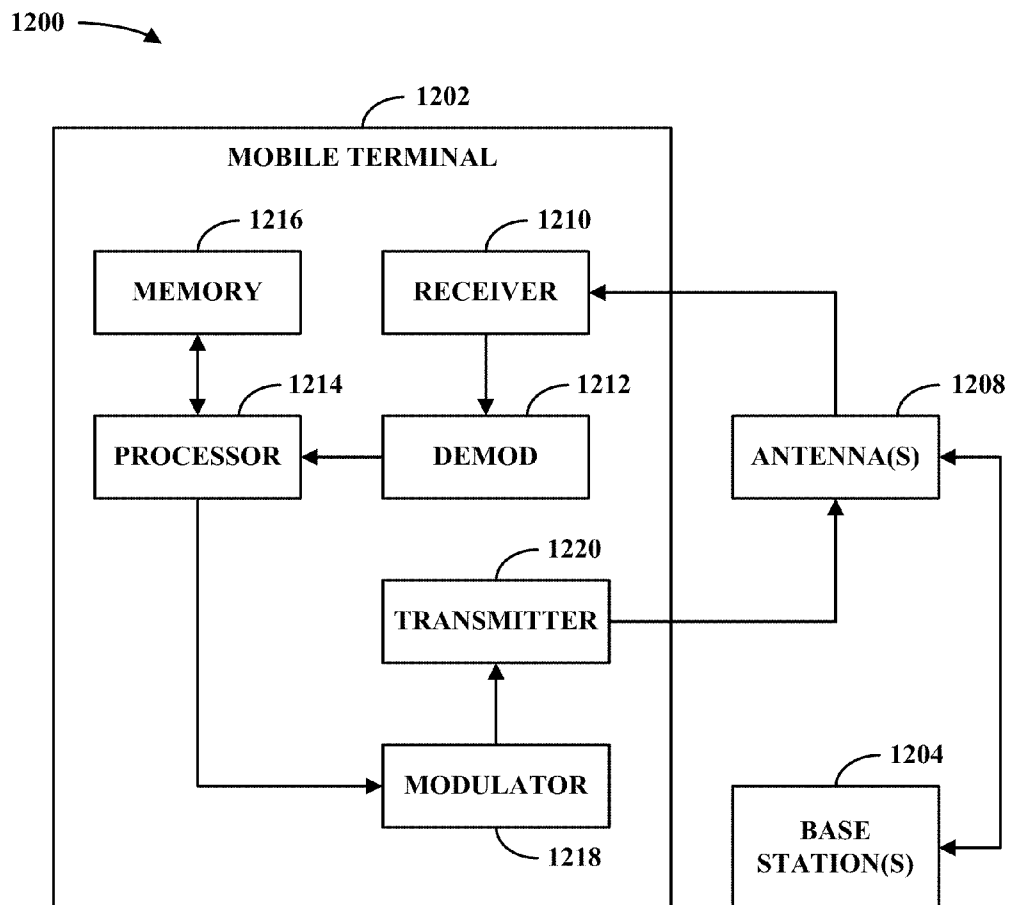 1200
1202
MOBILE TERMINAL
1216
1210
MEMORY
RECEIVER
1214
1212
1208
PROCESSOR
DEMOD
ANTENNA(S)
1220
TRANSMITTER
1204
MODULATOR
BASE
STATION(S)
1218